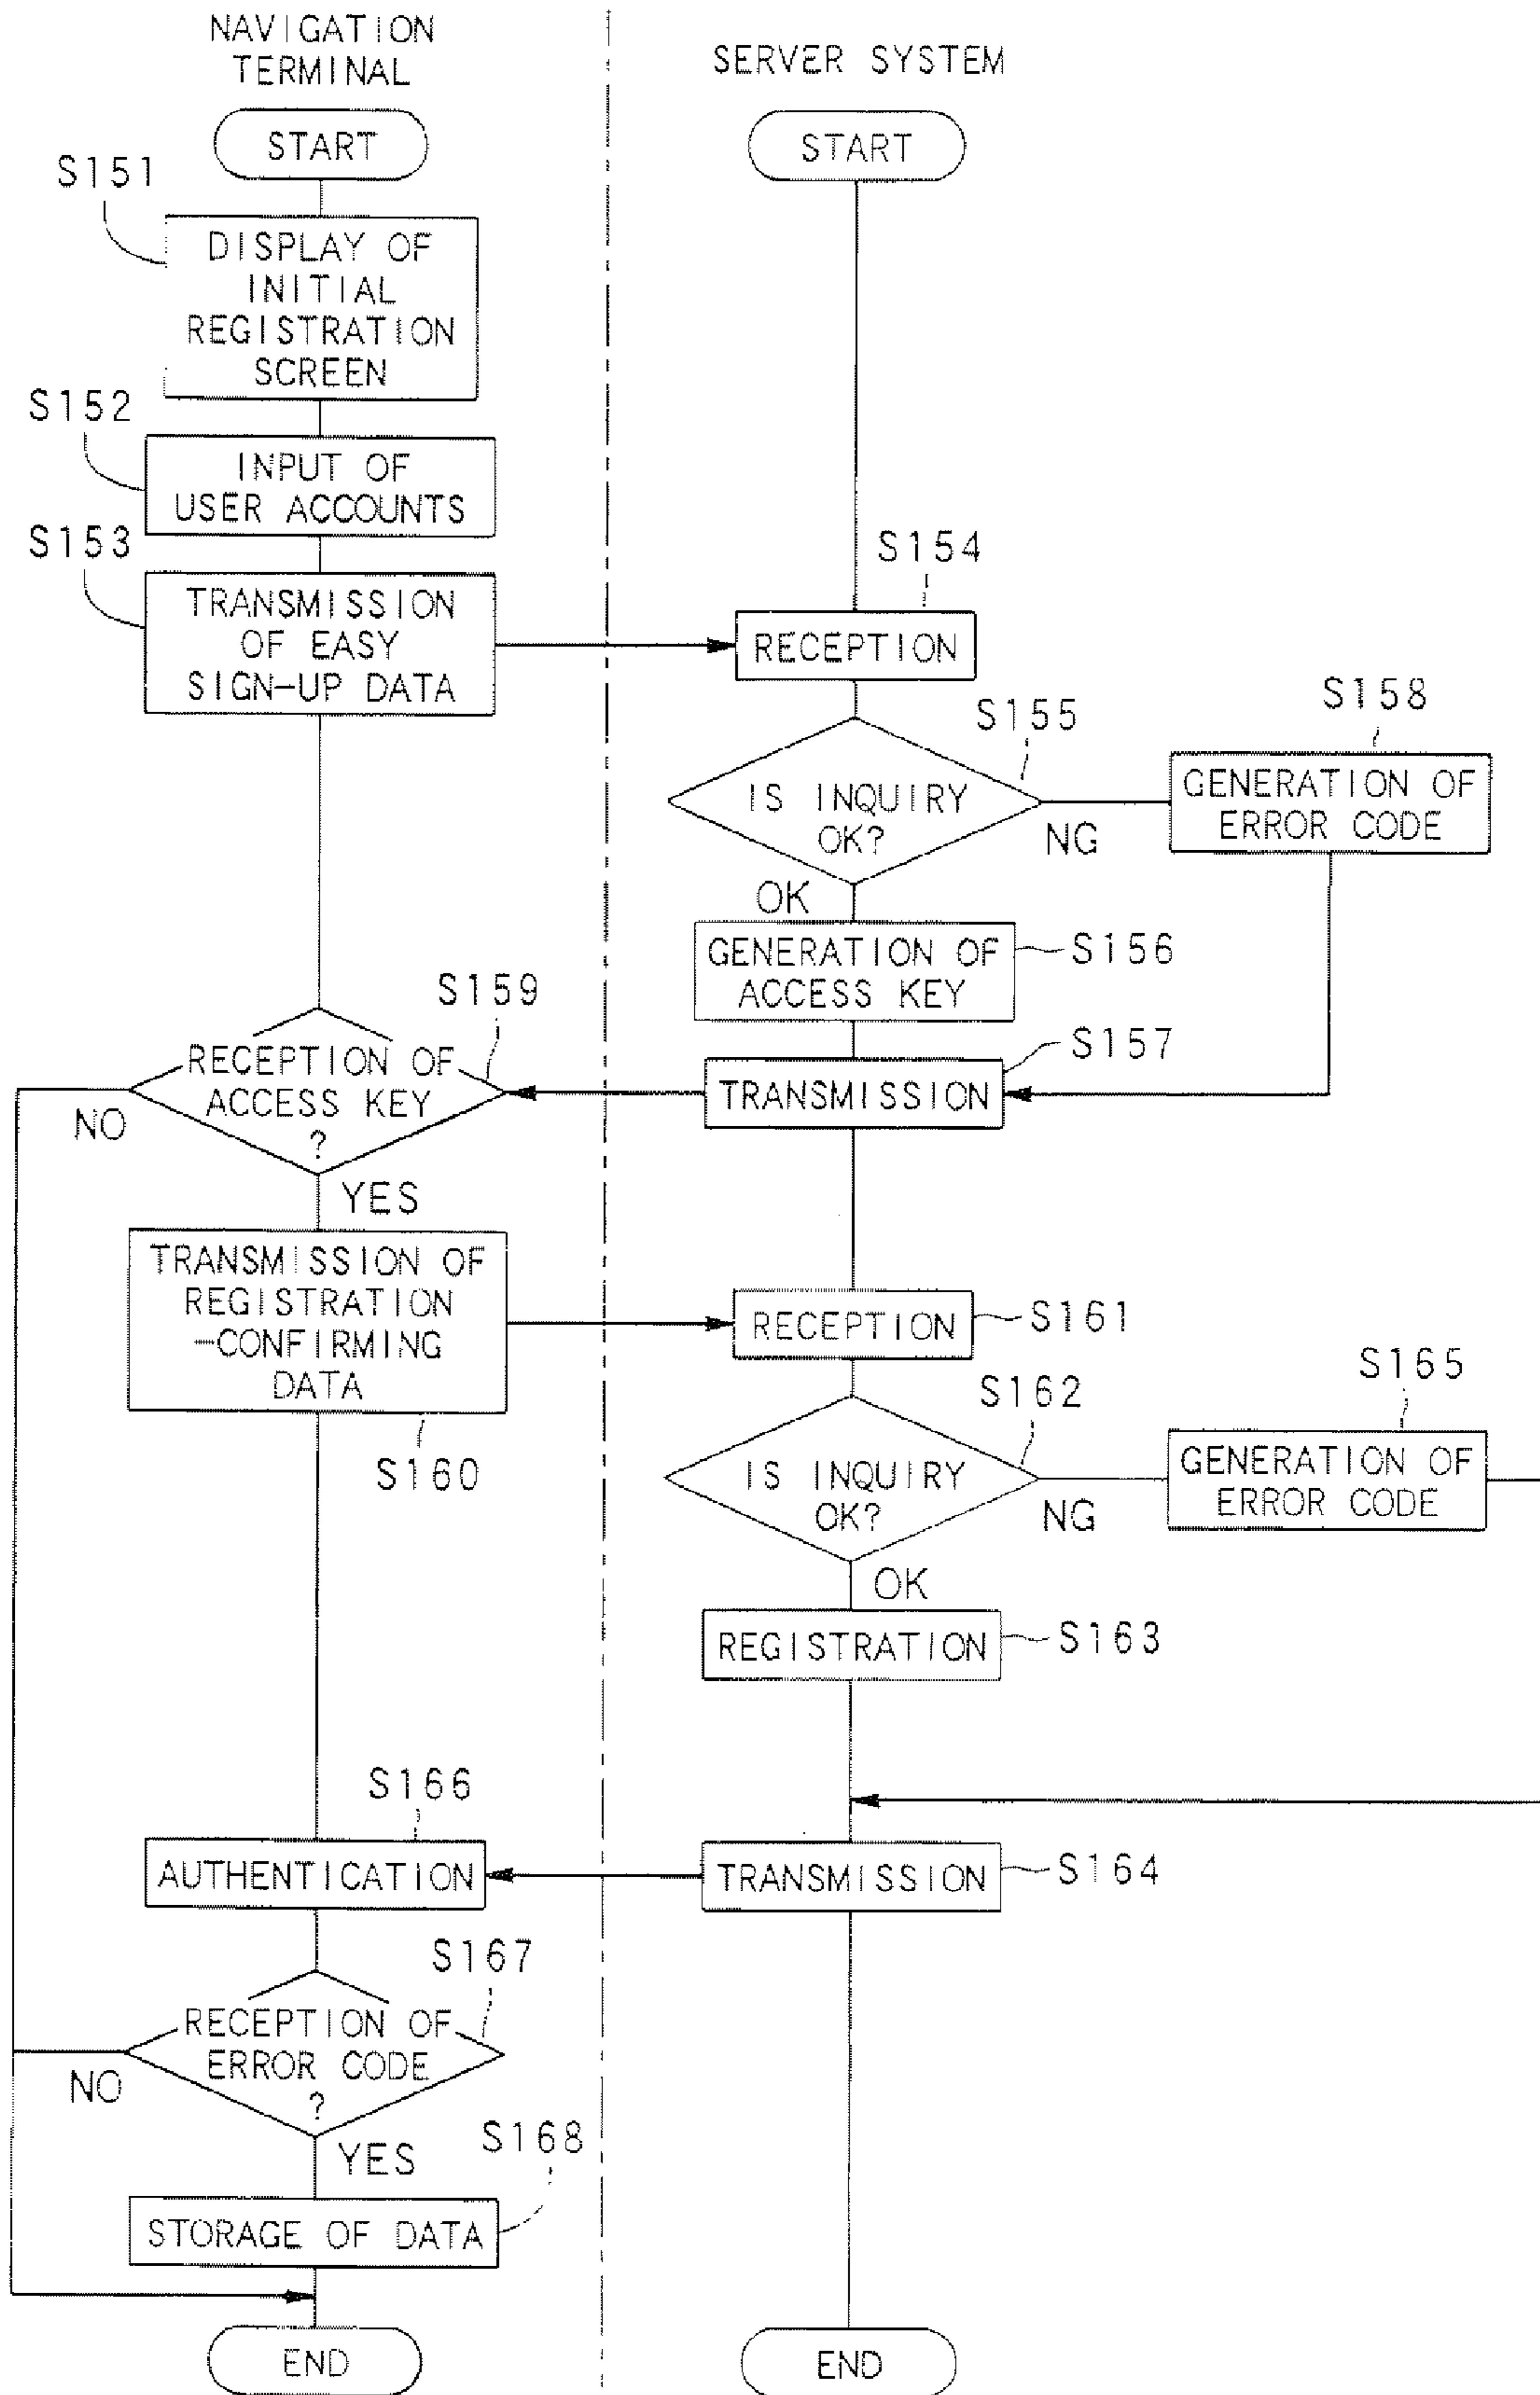 NAVIGATION
TERMINAL
SERVER SYSTEM
START
START
S151
DISPLAY OF
INITIAL
REGISTRATION
SCREEN
S152
INPUT OF
USER ACCOUNTS
S153
TRANSMISSION
OF EASY
SIGN-UP DATA
S154
RECEPTION
S155
IS INQUIRY
OK?
NG
S158
GENERATION OF
ERROR CODE
OK
GENERATION OF
ACCESS KEY
S156
S159
RECEPTION OF
ACCESS KEY
?
NO
YES
TRANSMISSION
S157
TRANSMISSION OF
REGISTRATION
-CONFIRMING
DATA
S160
RECEPTION
S161
S162
IS INQUIRY
OK?
NG
S165
GENERATION OF
ERROR CODE
OK
REGISTRATION
S163
S166
AUTHENTICATION
TRANSMISSION
S164
S167
RECEPTION OF
ERROR CODE
?
NO
YES
S168
STORAGE OF DATA
END
END